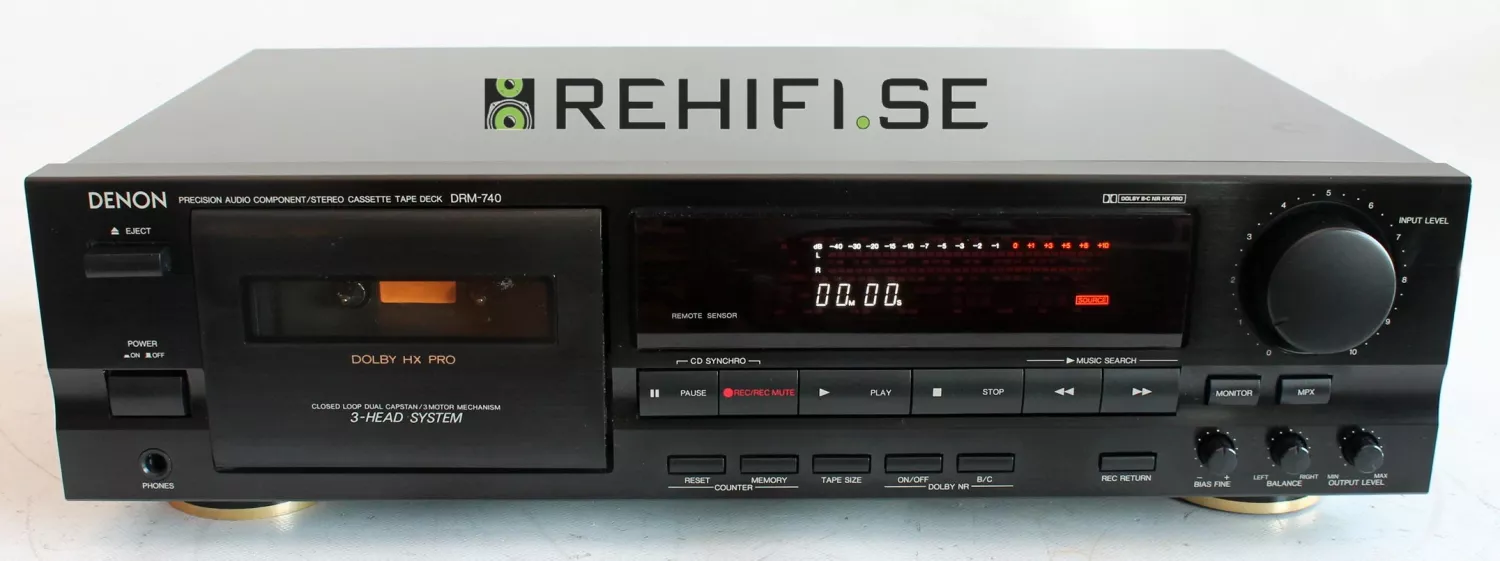 REHIFI.SE
DENON PRECISION AUDIO COMPONENT/STEREO CASSETTE TAPE DECK DRM-740
EJECT
POWER
ON OFF
PHONES
DOLBY HX PRO
CLOSED LOOP DUAL CAPSTAN/3 MOTOR MECHANISM
3-HEAD SYSTEM
DOLBY B·C NR HX PRO
dB -40 -30 -20 -15 -10 -7 -5 -3 -2 -1 0 +1 +3 +5 +8 +10
L
R
00M 00S
SOURCE
REMOTE SENSOR
CD SYNCHRO
MUSIC SEARCH
PAUSE REC/REC MUTE PLAY STOP
RESET MEMORY TAPE SIZE ON/OFF B/C
COUNTER DOLBY NR
REC RETURN
INPUT LEVEL
0 1 2 3 4 5 6 7 8 9 10
MONITOR MPX
- +
BIAS FINE
LEFT RIGHT
BALANCE
MIN MAX
OUTPUT LEVEL